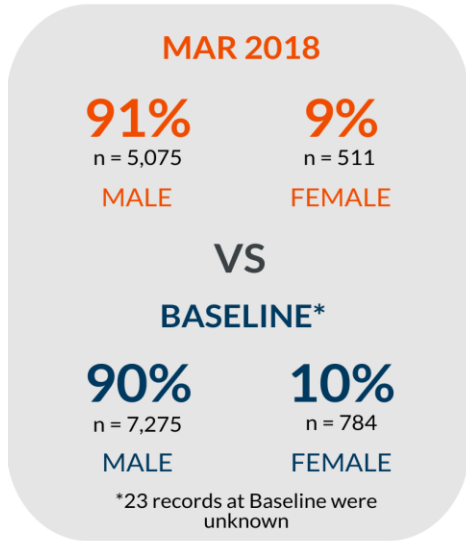 MAR 2018
91% 9%
n = 5,075 n = 511
MALE FEMALE
VS
BASELINE*
90% 10%
n = 7,275 n = 784
MALE FEMALE
*23 records at Baseline were
unknown